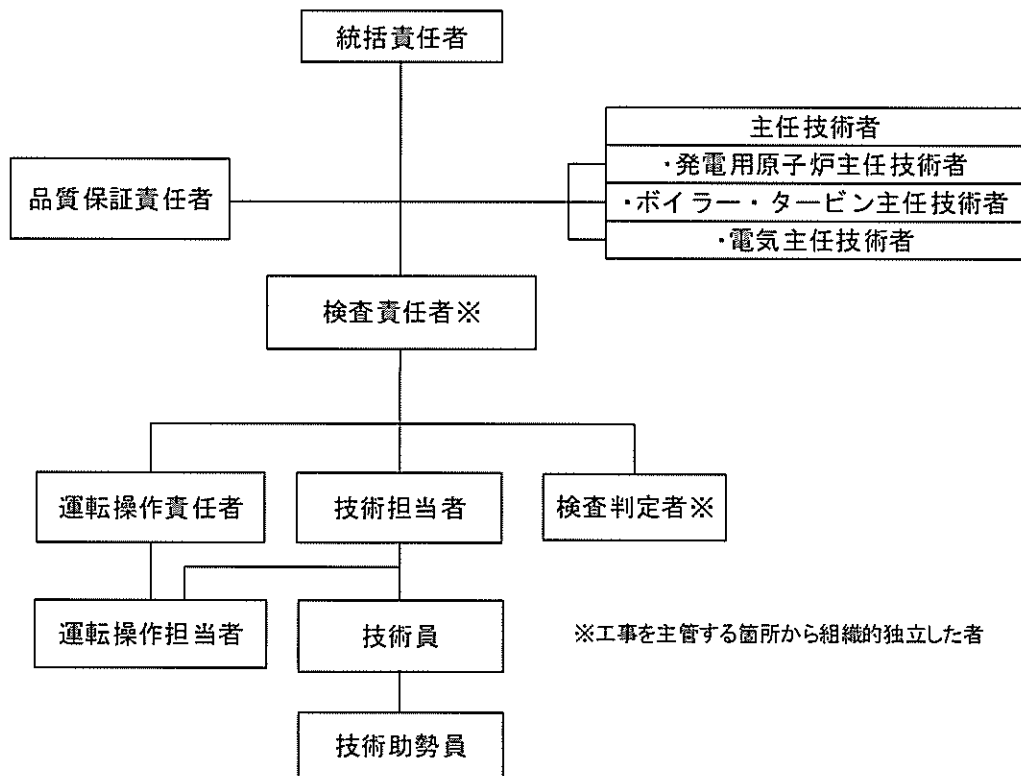 統括責任者
主任技術者
・発電用原子炉主任技術者
・ボイラー・タービン主任技術者
・電気主任技術者
品質保証責任者
検査責任者※
運転操作責任者
技術担当者
検査判定者※
運転操作担当者
技術員
※工事を主管する箇所から組織的独立した者
技術助勢員